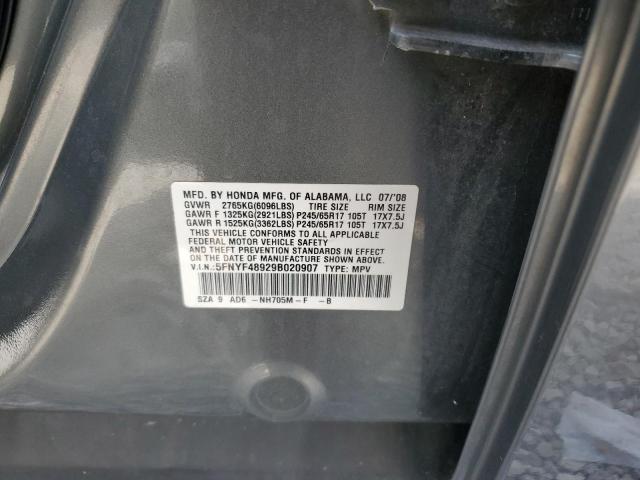 MFD. BY HONDA MFG. OF ALABAMA, LLC 07/'08
GVWR 2765KG(6096LBS) TIRE SIZE RIM SIZE
GAWR F 1325KG(2921LBS) P245/65R17 105T 17X7.5J
GAWR R 1525KG(3362LBS) P245/65R17 105T 17X7.5J
THIS VEHICLE CONFORMS TO ALL APPLICABLE
FEDERAL MOTOR VEHICLE SAFETY
AND THEFT PREVENTION STANDARDS IN EFFECT
ON THE DATE OF MANUFACTURE SHOWN ABOVE.
V.I.N.: 5FNYF48929B020907 TYPE: MPV
SZA 9 AD6 -NH705M-F -B